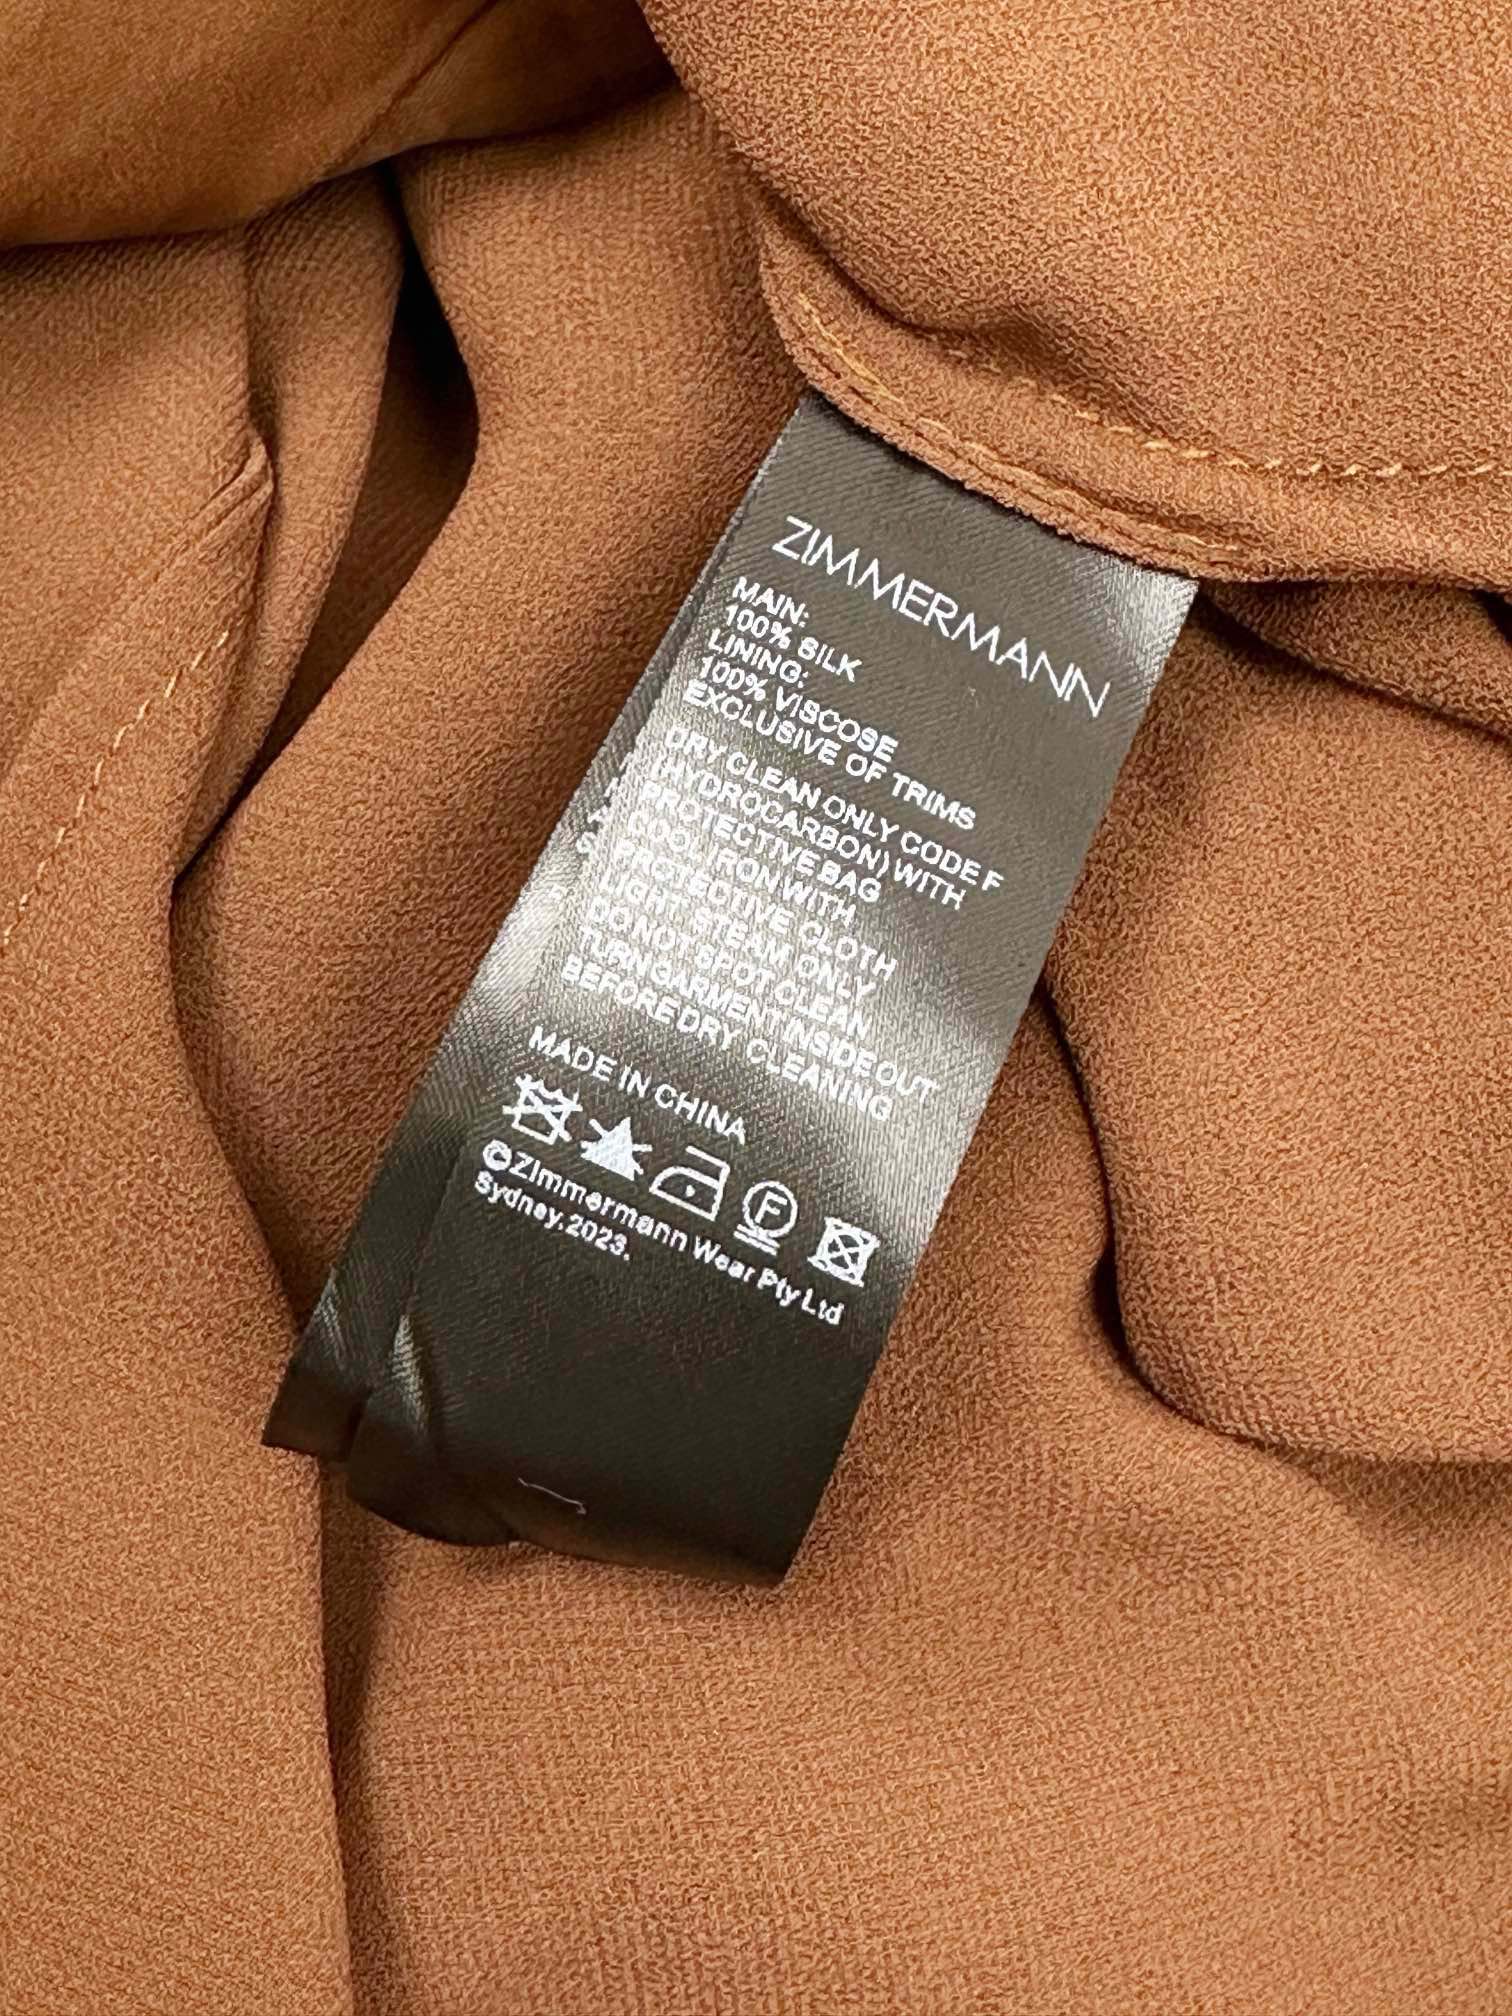 ZIMMERMANN
MAIN:
100% SILK
LINING:
100% VISCOSE
EXCLUSIVE OF TRIMS
DRY CLEAN ONLY CODE F
(HYDROCARBON) WITH
PROTECTIVE BAG
COOL IRON WITH
PROTECTIVE CLOTH
LIGHT STEAM ONLY
DO NOT SPOT CLEAN
TURN GARMENT INSIDE OUT
BEFORE DRY CLEANING.
MADE IN CHINA
F
©Zimmermann Wear Pty Ltd
Sydney.2023.